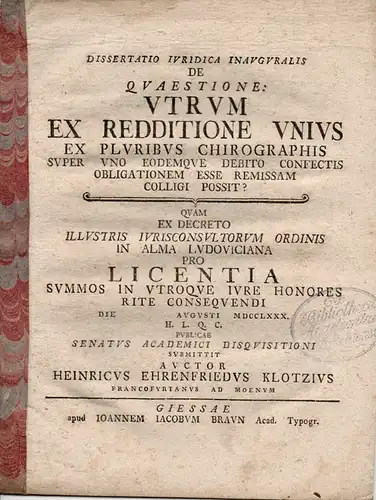 DISSERTATIO IVRIDICA INAVGVRALIS
DE
QVAESTIONE:
VTRVM
EX REDDITIONE VNIVS
EX PLVRIBVS CHIROGRAPHIS
SVPER VNO EODEMQVE DEBITO CONFECTIS
OBLIGATIONEM ESSE REMISSAM
COLLIGI POSSIT?
QVAM
EX DECRETO
ILLVSTRIS IVRISCONSVLTORVM ORDINIS
IN ALMA LVDOVICIANA
PRO
LICENTIA
SVMMOS IN VTROQVE IVRE HONORES
RITE CONSEQVENDI
DIE AVGVSTI MDCCLXXX.
H. L. Q. C.
PVBLICAE
SENATVS ACADEMICI DISQVISITIONI
SVBMITTIT
AVCTOR
HEINRICVS EHRENFRIEDVS KLOTZIVS
FRANCOFVRTANVS AD MOENVM
GIESSAE
apud IOANNEM IACOBVM BRAVN Acad. Typogr.